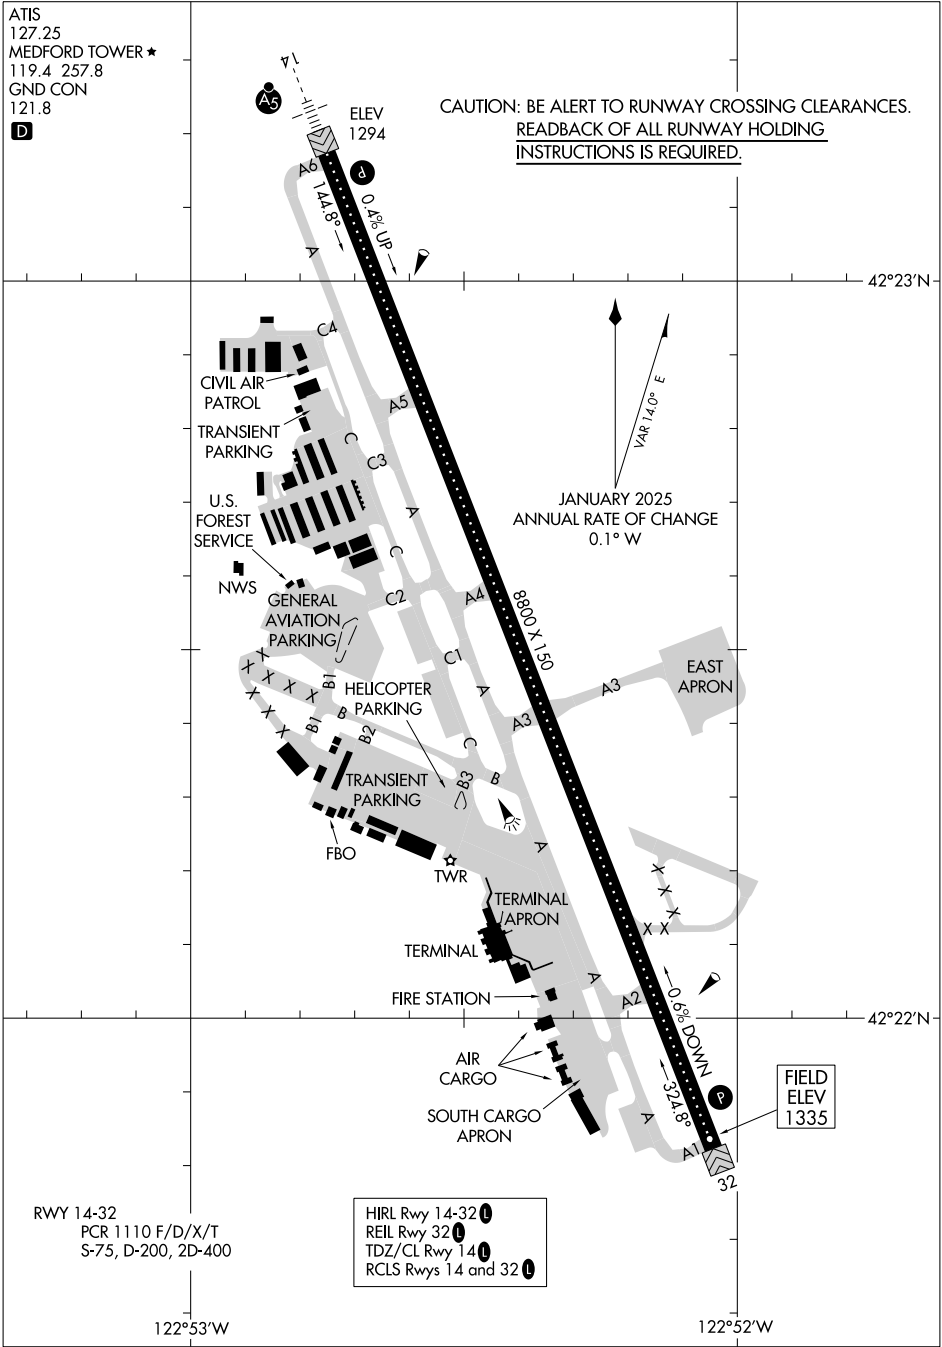 ATIS
127.25
MEDFORD TOWER ★
119.4 257.8
GND CON
121.8
D
14
A5
ELEV
1294
CAUTION: BE ALERT TO RUNWAY CROSSING CLEARANCES.
READBACK OF ALL RUNWAY HOLDING
INSTRUCTIONS IS REQUIRED.
A6
P
144.8°
0.4% UP
A
42°23'N
C4
CIVIL AIR
PATROL
A5
TRANSIENT
PARKING
C
C3
VAR 14.0° E
JANUARY 2025
ANNUAL RATE OF CHANGE
0.1° W
U.S.
FOREST
SERVICE
A
C
NWS
GENERAL
AVIATION
PARKING
C2
A4
8800 X 150
C1
EAST
APRON
X X X X X X X X
B1
HELICOPTER
PARKING
A
A3
A3
B1
B
B2
C
B3
B
TRANSIENT
PARKING
FBO
A
TWR
X
X
X
X X
TERMINAL
APRON
TERMINAL
A
FIRE STATION
A2
0.6% DOWN
42°22'N
AIR
CARGO
324.8°
P
FIELD
ELEV
1335
SOUTH CARGO
APRON
A
A1
32
RWY 14-32
PCR 1110 F/D/X/T
S-75, D-200, 2D-400
HIRL Rwy 14-32 L
REIL Rwy 32 L
TDZ/CL Rwy 14 L
RCLS Rwys 14 and 32 L
122°53'W
122°52'W